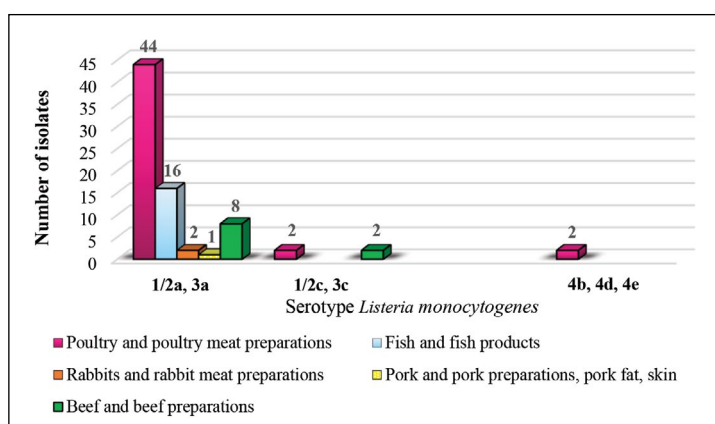 Number of isolates
45
40
35
30
25
20
15
10
5
0
44
16
2
1
8
2
2
2
1/2a, 3a
1/2c, 3c
4b, 4d, 4e
Serotype Listeria monocytogenes
Poultry and poultry meat preparations
Fish and fish products
Rabbits and rabbit meat preparations
Pork and pork preparations, pork fat, skin
Beef and beef preparations